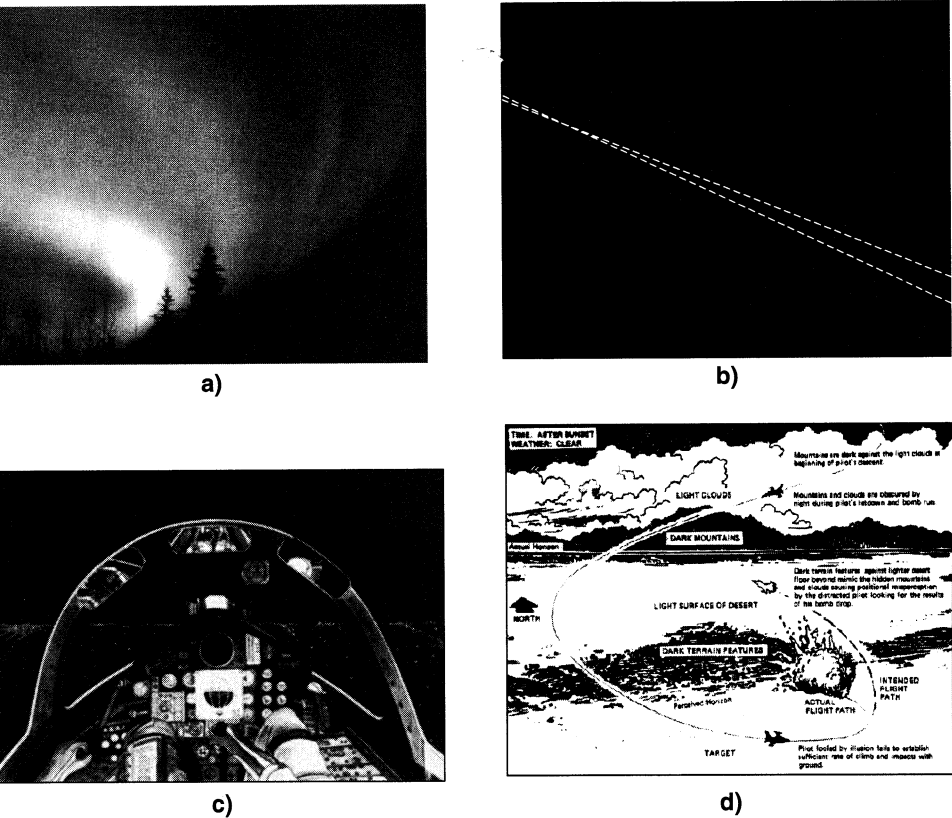 a)
b)
TIME: AFTER SUNSET
WEATHER: CLEAR
Mountains are dark against the light clouds at
beginning of pilot's descent.
LIGHT CLOUDS
Mountains and clouds are obscured by
night during pilot's letdown and bomb run.
DARK MOUNTAINS
Actual Horizon
Dark terrain features against lighter desert
floor beyond mimic the hidden mountains
and clouds causing positional misperception
by the distracted pilot looking for the results
of his bomb drop.
NORTH
LIGHT SURFACE OF DESERT
DARK TERRAIN FEATURES
INTENDED
FLIGHT
PATH
Perceived Horizon
ACTUAL
FLIGHT PATH
TARGET
Pilot fooled by illusion fails to establish
sufficient rate of climb and impacts with
ground.
c)
d)